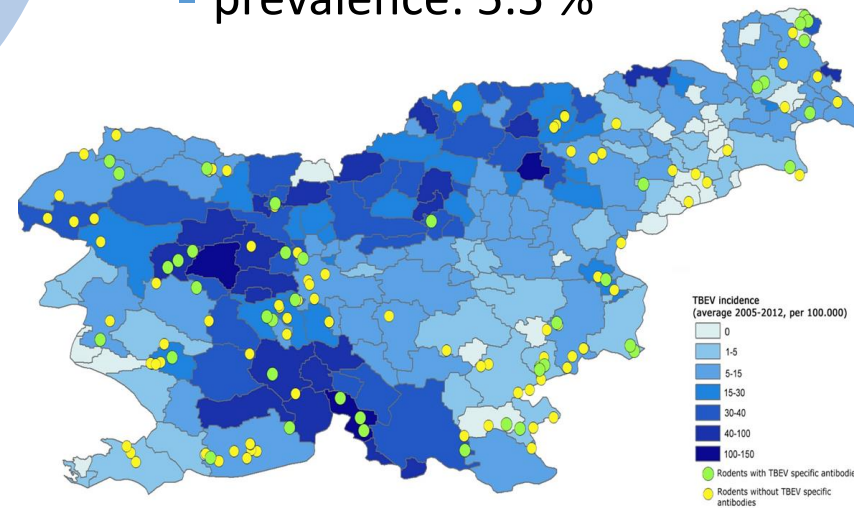 - prevalence: 5.5 %
TBEV incidence
(average 2005-2012, per 100.000)
0
1-5
5-15
15-30
30-40
40-100
100-150
Rodents with TBEV specific antibodie
Rodents without TBEV specific
antibodies